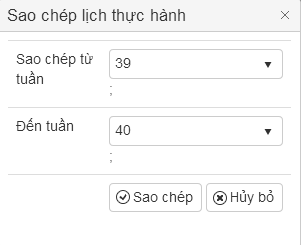 Sao chép lịch thực hành ×
Sao chép từ
tuần
39
;
Đến tuần
40
;
Sao chép Hủy bỏ